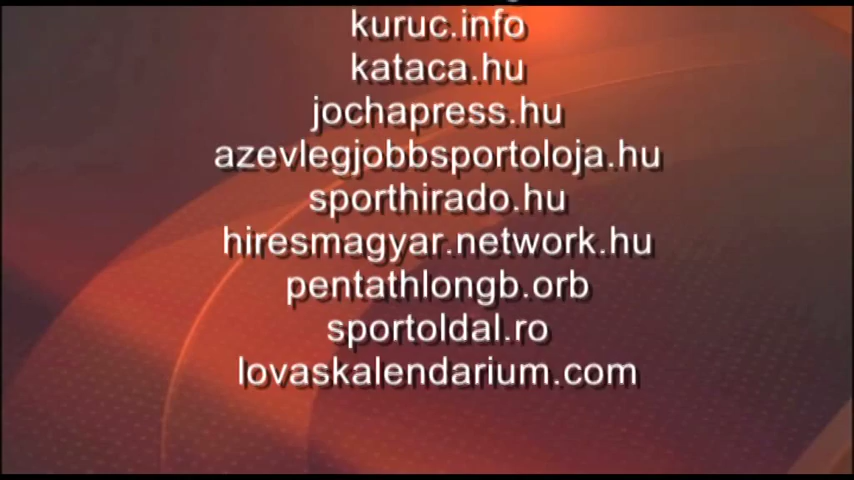 kuruc.info
kataca.hu
jochapress.hu
azevlegjobbsportoloja.hu
sporthirado.hu
hiresmagyar.network.hu
pentathlongb.orb
sportoldal.ro
lovaskalendarium.com